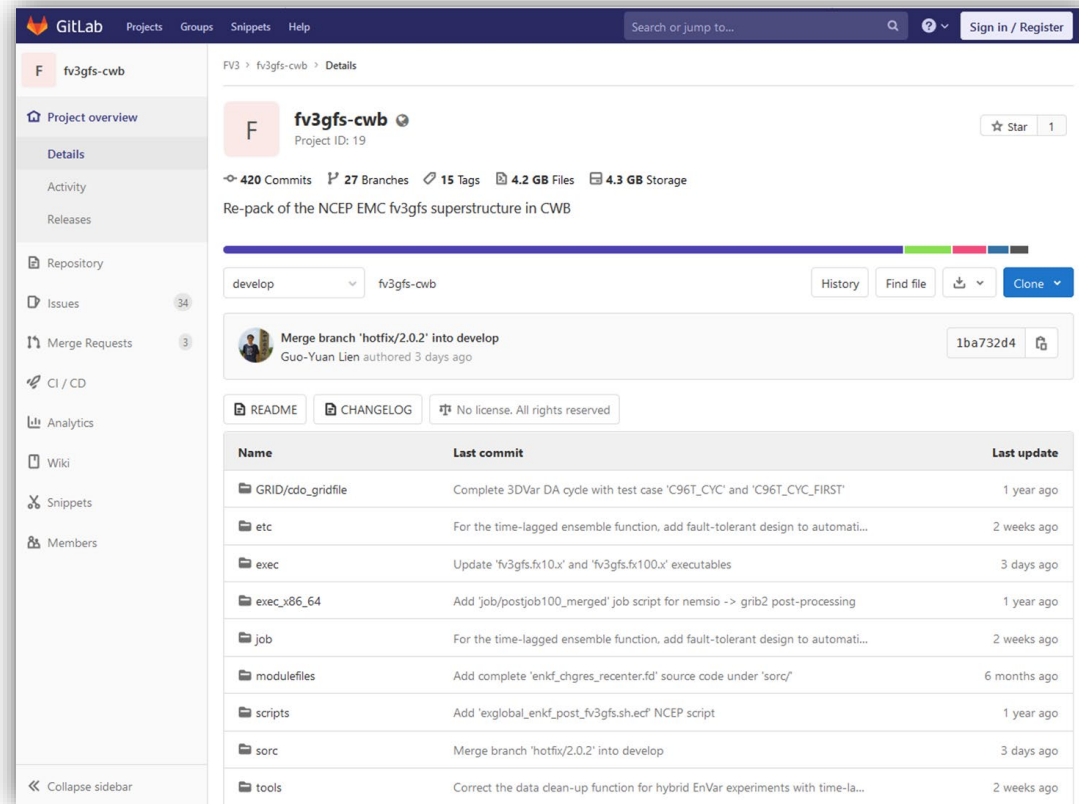 GitLab Projects Groups Snippets Help Search or jump to... Sign in / Register
F fv3gfs-cwb
Project overview
Details
Activity
Releases
Repository
Issues 34
Merge Requests 3
CI / CD
Analytics
Wiki
Snippets
Members
Collapse sidebar
FV3 > fv3gfs-cwb > Details
F
fv3gfs-cwb
Project ID: 19
Star 1
420 Commits 27 Branches 15 Tags 4.2 GB Files 4.3 GB Storage
Re-pack of the NCEP EMC fv3gfs superstructure in CWB
develop fv3gfs-cwb History Find file Clone
Merge branch 'hotfix/2.0.2' into develop
Guo-Yuan Lien authored 3 days ago
1ba732d4
README CHANGELOG No license. All rights reserved
Name Last commit Last update
GRID/cdo_gridfile Complete 3DVar DA cycle with test case 'C96T_CYC' and 'C96T_CYC_FIRST' 1 year ago
etc For the time-lagged ensemble function, add fault-tolerant design to automati... 2 weeks ago
exec Update 'fv3gfs.fx10.x' and 'fv3gfs.fx100.x' executables 3 days ago
exec_x86_64 Add 'job/postjob100_merged' job script for nemsio -> grib2 post-processing 1 year ago
job For the time-lagged ensemble function, add fault-tolerant design to automati... 2 weeks ago
modulefiles Add complete 'enkf_chgres_recenter.fd' source code under 'sorc/' 6 months ago
scripts Add 'exglobal_enkf_post_fv3gfs.sh.ecf' NCEP script 1 year ago
sorc Merge branch 'hotfix/2.0.2' into develop 3 days ago
tools Correct the data clean-up function for hybrid EnVar experiments with time-la... 2 weeks ago